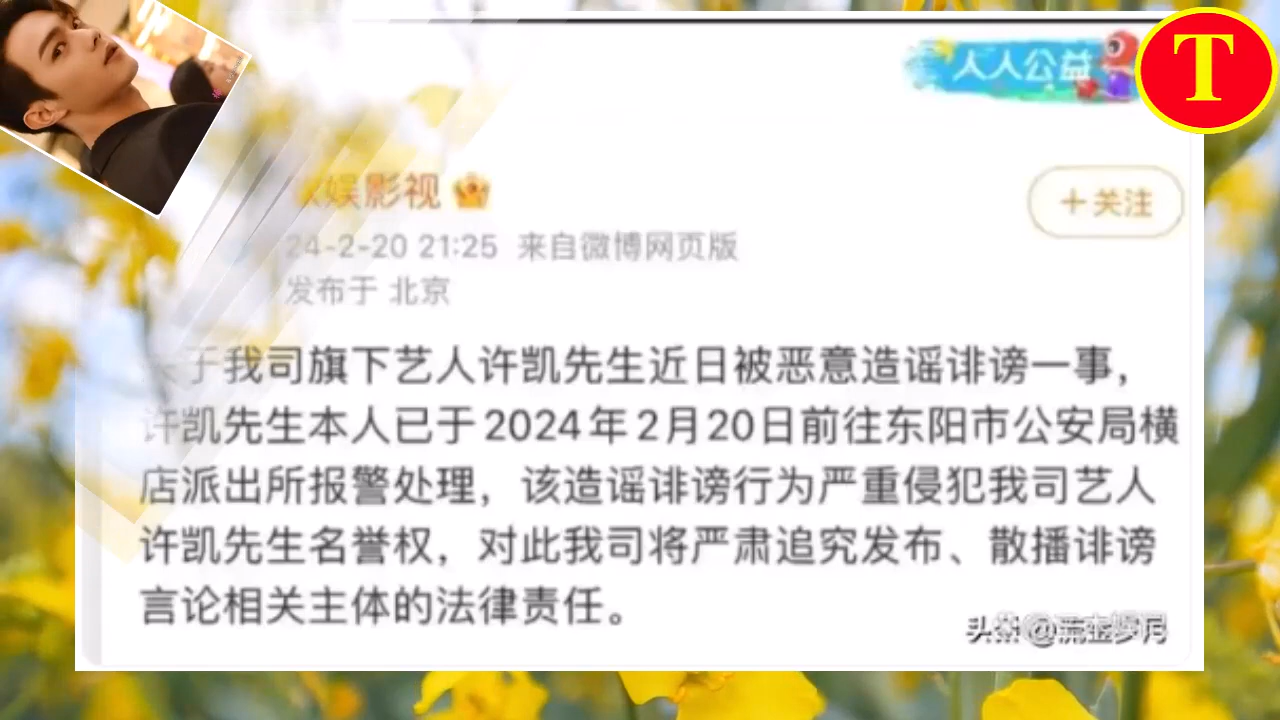 人人公益
T
娱影视
+关注
24-2-20 21:25 来自微博网页版
发布于 北京
于我司旗下艺人许凯先生近日被恶意造谣诽谤一事，
许凯先生本人已于2024年2月20日前往东阳市公安局横
店派出所报警处理，该造谣诽谤行为严重侵犯我司艺人
许凯先生名誉权，对此我司将严肃追究发布、散播诽谤
言论相关主体的法律责任。
头条